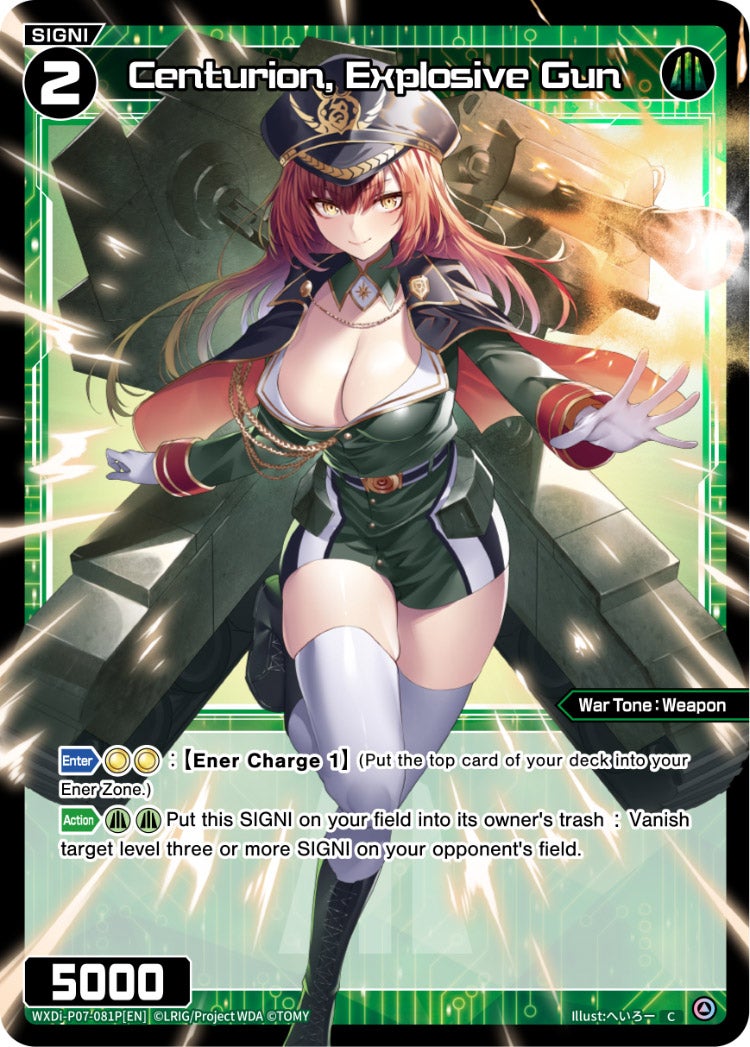 SIGNI
2 Centurion, Explosive Gun
War Tone : Weapon
Enter : 【Ener Charge 1】 (Put the top card of your deck into your
Ener Zone.)
Action Put this SIGNI on your field into its owner's trash : Vanish
target level three or more SIGNI on your opponent's field.
5000
WXDi-P07-081P[EN] ©LRIG/Project WDA ©TOMY Illust:へいろー C